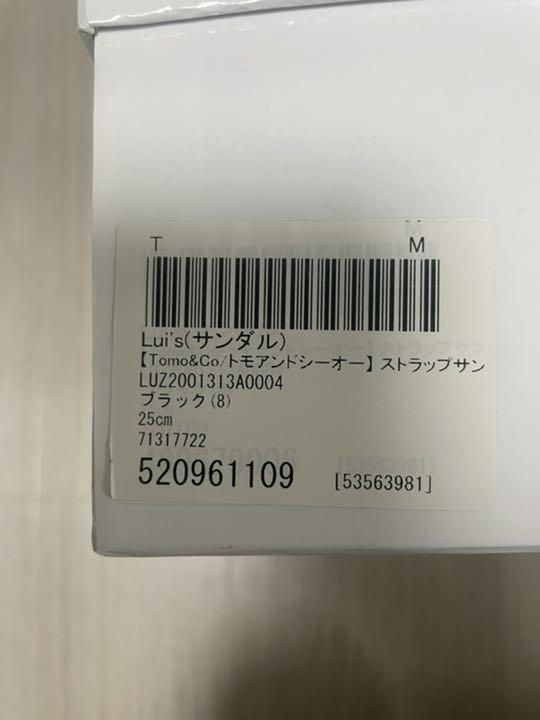 T M
Lui's(サンダル)
【Tomo&Co/トモアンドシーオー】ストラップサン
LUZ2001313A0004
ブラック(8)
25cm
71317722
520961109 [53563981]